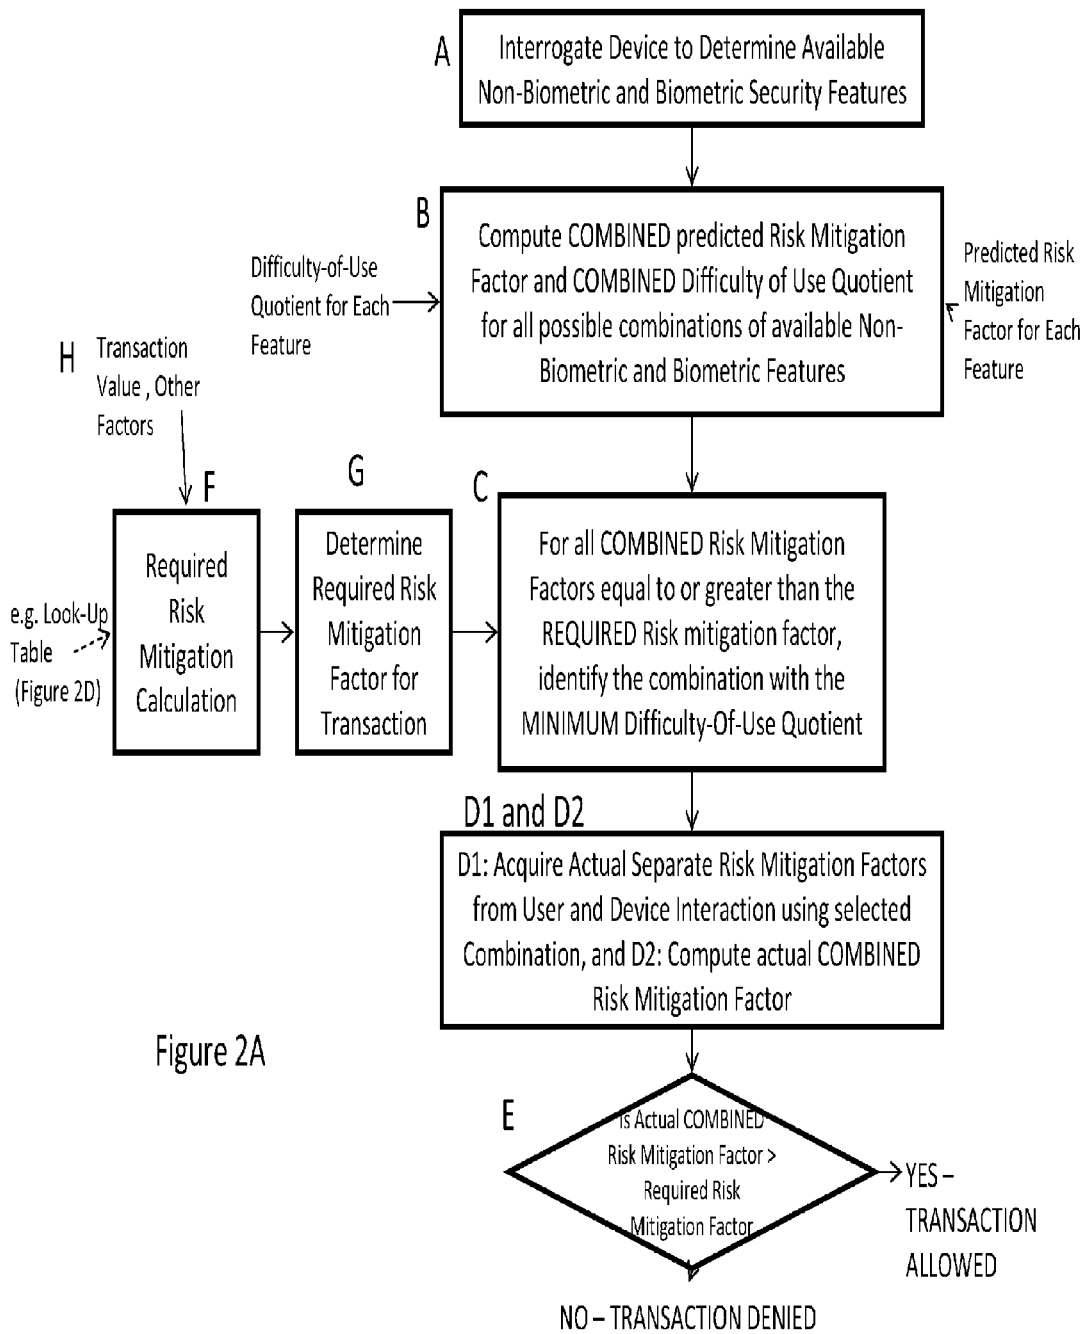 A
Interrogate Device to Determine Available
Non-Biometric and Biometric Security Features
B
Compute COMBINED predicted Risk Mitigation
Factor and COMBINED Difficulty of Use Quotient
for all possible combinations of available Non-
Biometric and Biometric Features
Difficulty-of-Use
Quotient for Each
Feature
Predicted Risk
Mitigation
Factor for Each
Feature
H
Transaction
Value , Other
Factors
F
Required
Risk
Mitigation
Calculation
e.g. Look-Up
Table
(Figure 2D)
G
Determine
Required Risk
Mitigation
Factor for
Transaction
C
For all COMBINED Risk Mitigation
Factors equal to or greater than the
REQUIRED Risk mitigation factor,
identify the combination with the
MINIMUM Difficulty-Of-Use Quotient
D1 and D2
D1: Acquire Actual Separate Risk Mitigation Factors
from User and Device Interaction using selected
Combination, and D2: Compute actual COMBINED
Risk Mitigation Factor
Figure 2A
E
Is Actual COMBINED
Risk Mitigation Factor >
Required Risk
Mitigation Factor
YES –
TRANSACTION
ALLOWED
NO – TRANSACTION DENIED